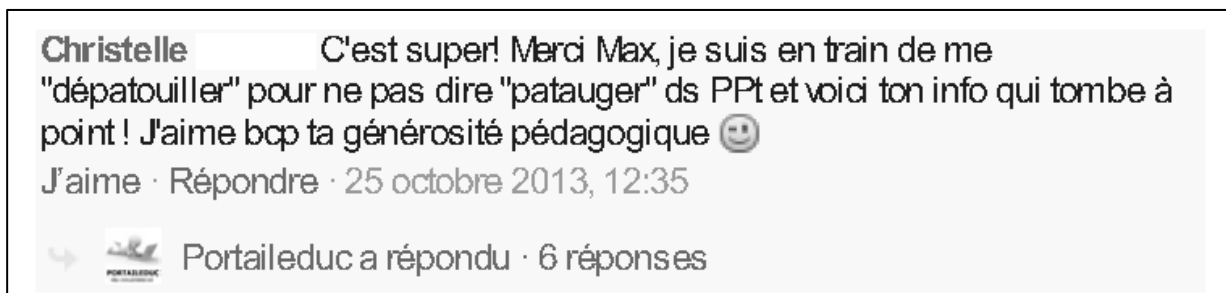 Christelle C'est super! Merci Max, je suis en train de me
"dépatouiller" pour ne pas dire "patauger" ds PPt et voici ton info qui tombe à
point ! J'aime bcp ta générosité pédagogique
J'aime · Répondre · 25 octobre 2013, 12:35
PORTAILEDUC
Portaileduc a répondu · 6 réponses